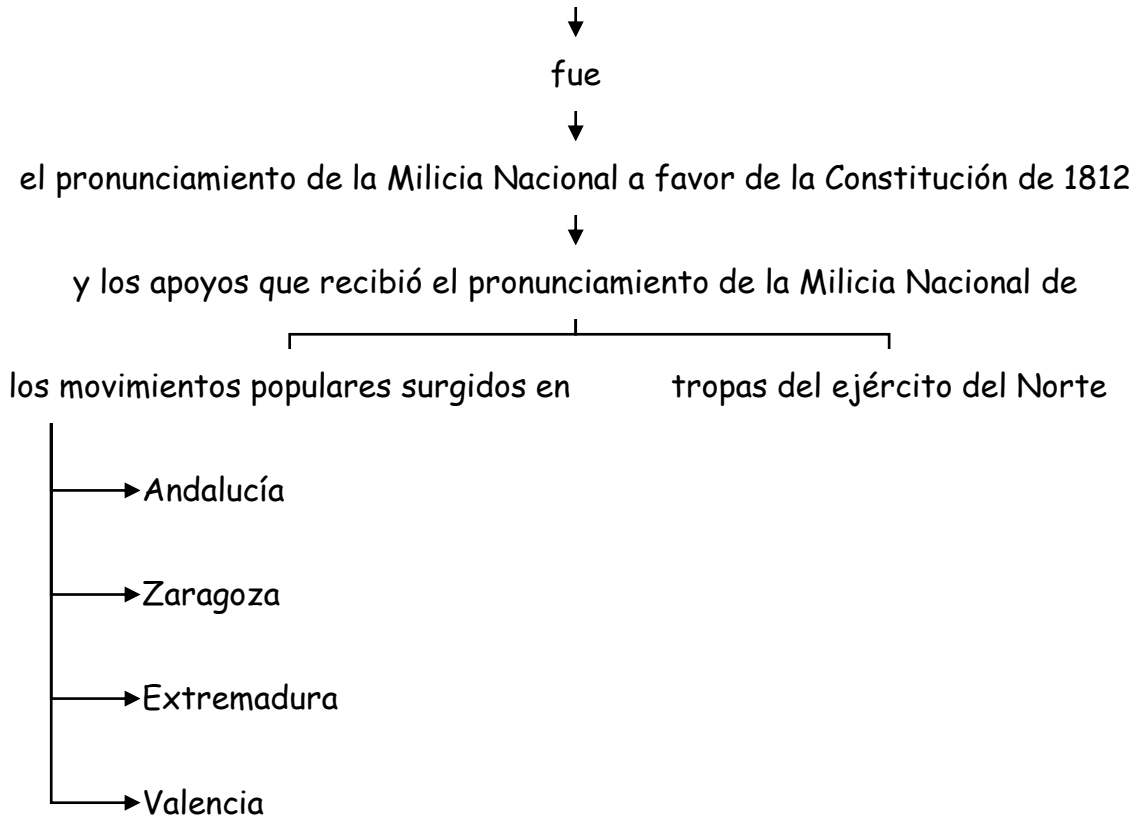 fue
el pronunciamiento de la Milicia Nacional a favor de la Constitución de 1812
y los apoyos que recibió el pronunciamiento de la Milicia Nacional de
los movimientos populares surgidos en
tropas del ejército del Norte
Andalucía
Zaragoza
Extremadura
Valencia